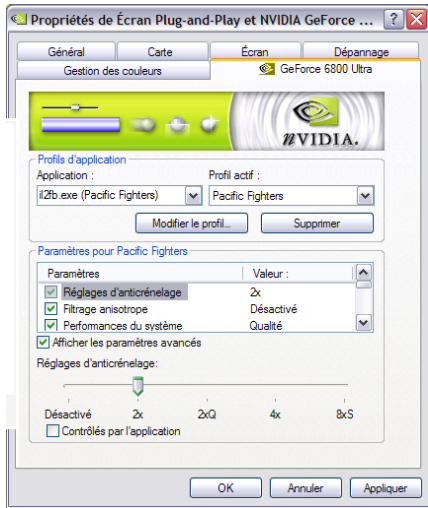 Propriétés de Écran Plug-and-Play et NVIDIA GeForce ...
Général Carte Écran Dépannage
Gestion des couleurs GeForce 6800 Ultra
nVIDIA.
Profils d'application
Application : Profil actif :
il2fb.exe (Pacific Fighters) Pacific Fighters
Modifier le profil... Supprimer
Paramètres pour Pacific Fighters
Paramètres Valeur :
Réglages d'anticrénelage 2x
Filtrage anisotrope Désactivé
Performances du système Qualité
Afficher les paramètres avancés
Réglages d'anticrénelage:
Désactivé 2x 2xQ 4x 8xS
Contrôlés par l'application
OK Annuler Appliquer